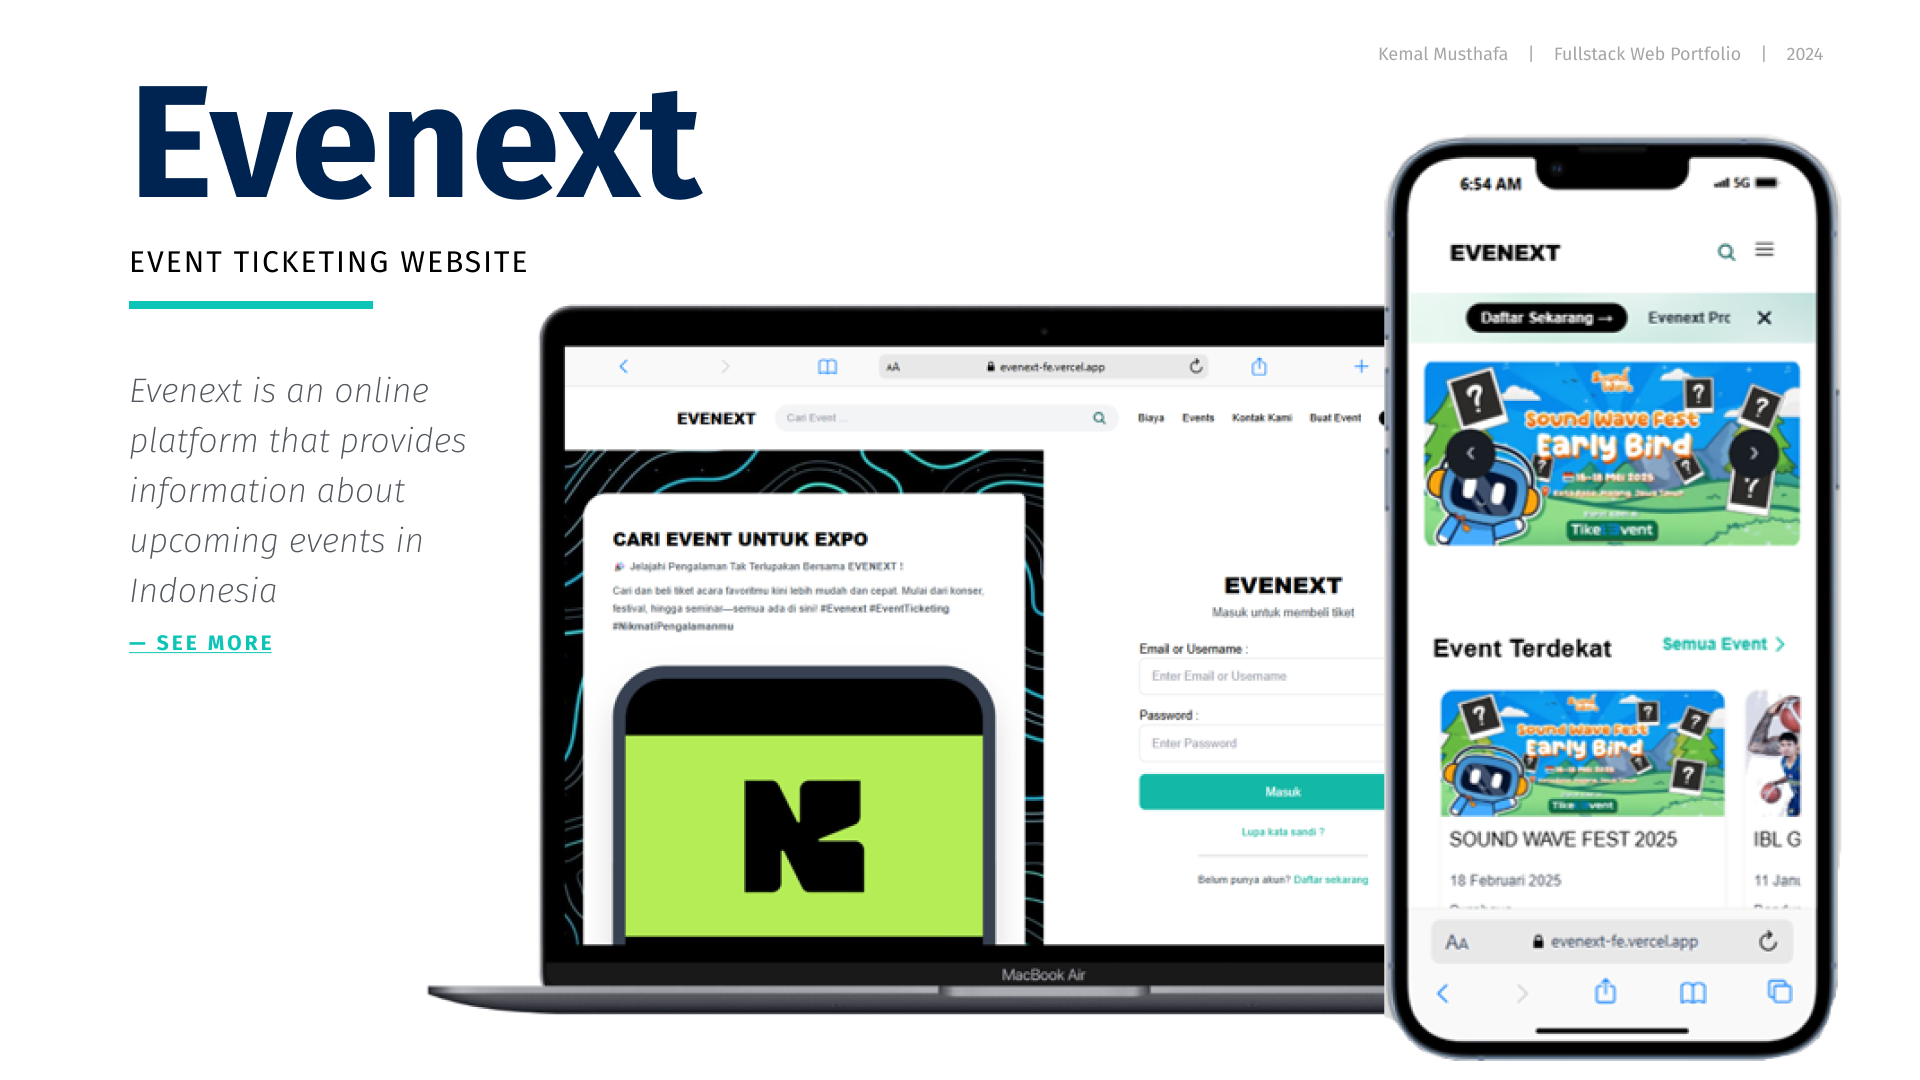 Kemal Musthafa | Fullstack Web Portfolio | 2024
Evenext
EVENT TICKETING WEBSITE
Evenext is an online
platform that provides
information about
upcoming events in
Indonesia
— SEE MORE
AA evenext-fe.vercel.app
EVENEXT
Cari Event ...
Biaya Events Kontak Kami Buat Event
CARI EVENT UNTUK EXPO
🎉 Jelajahi Pengalaman Tak Terlupakan Bersama EVENEXT !
Cari dan beli tiket acara favoritmu kini lebih mudah dan cepat. Mulai dari konser,
festival, hingga seminar—semua ada di sini! #Evenext #EventTicketing
#NikmatiPengalamanmu
EVENEXT
Masuk untuk membeli tiket
Email or Username :
Enter Email or Username
Password :
Enter Password
Masuk
Lupa kata sandi ?
Belum punya akun? Daftar sekarang
MacBook Air
6:54 AM 5G
EVENEXT
Daftar Sekarang → Evenext Prc ×
Sound Wave Fest
Early Bird
Event Terdekat Semua Event >
Sound Wave Fest
Early Bird
SOUND WAVE FEST 2025 IBL G
18 Februari 2025 11 Janu
AA evenext-fe.vercel.app